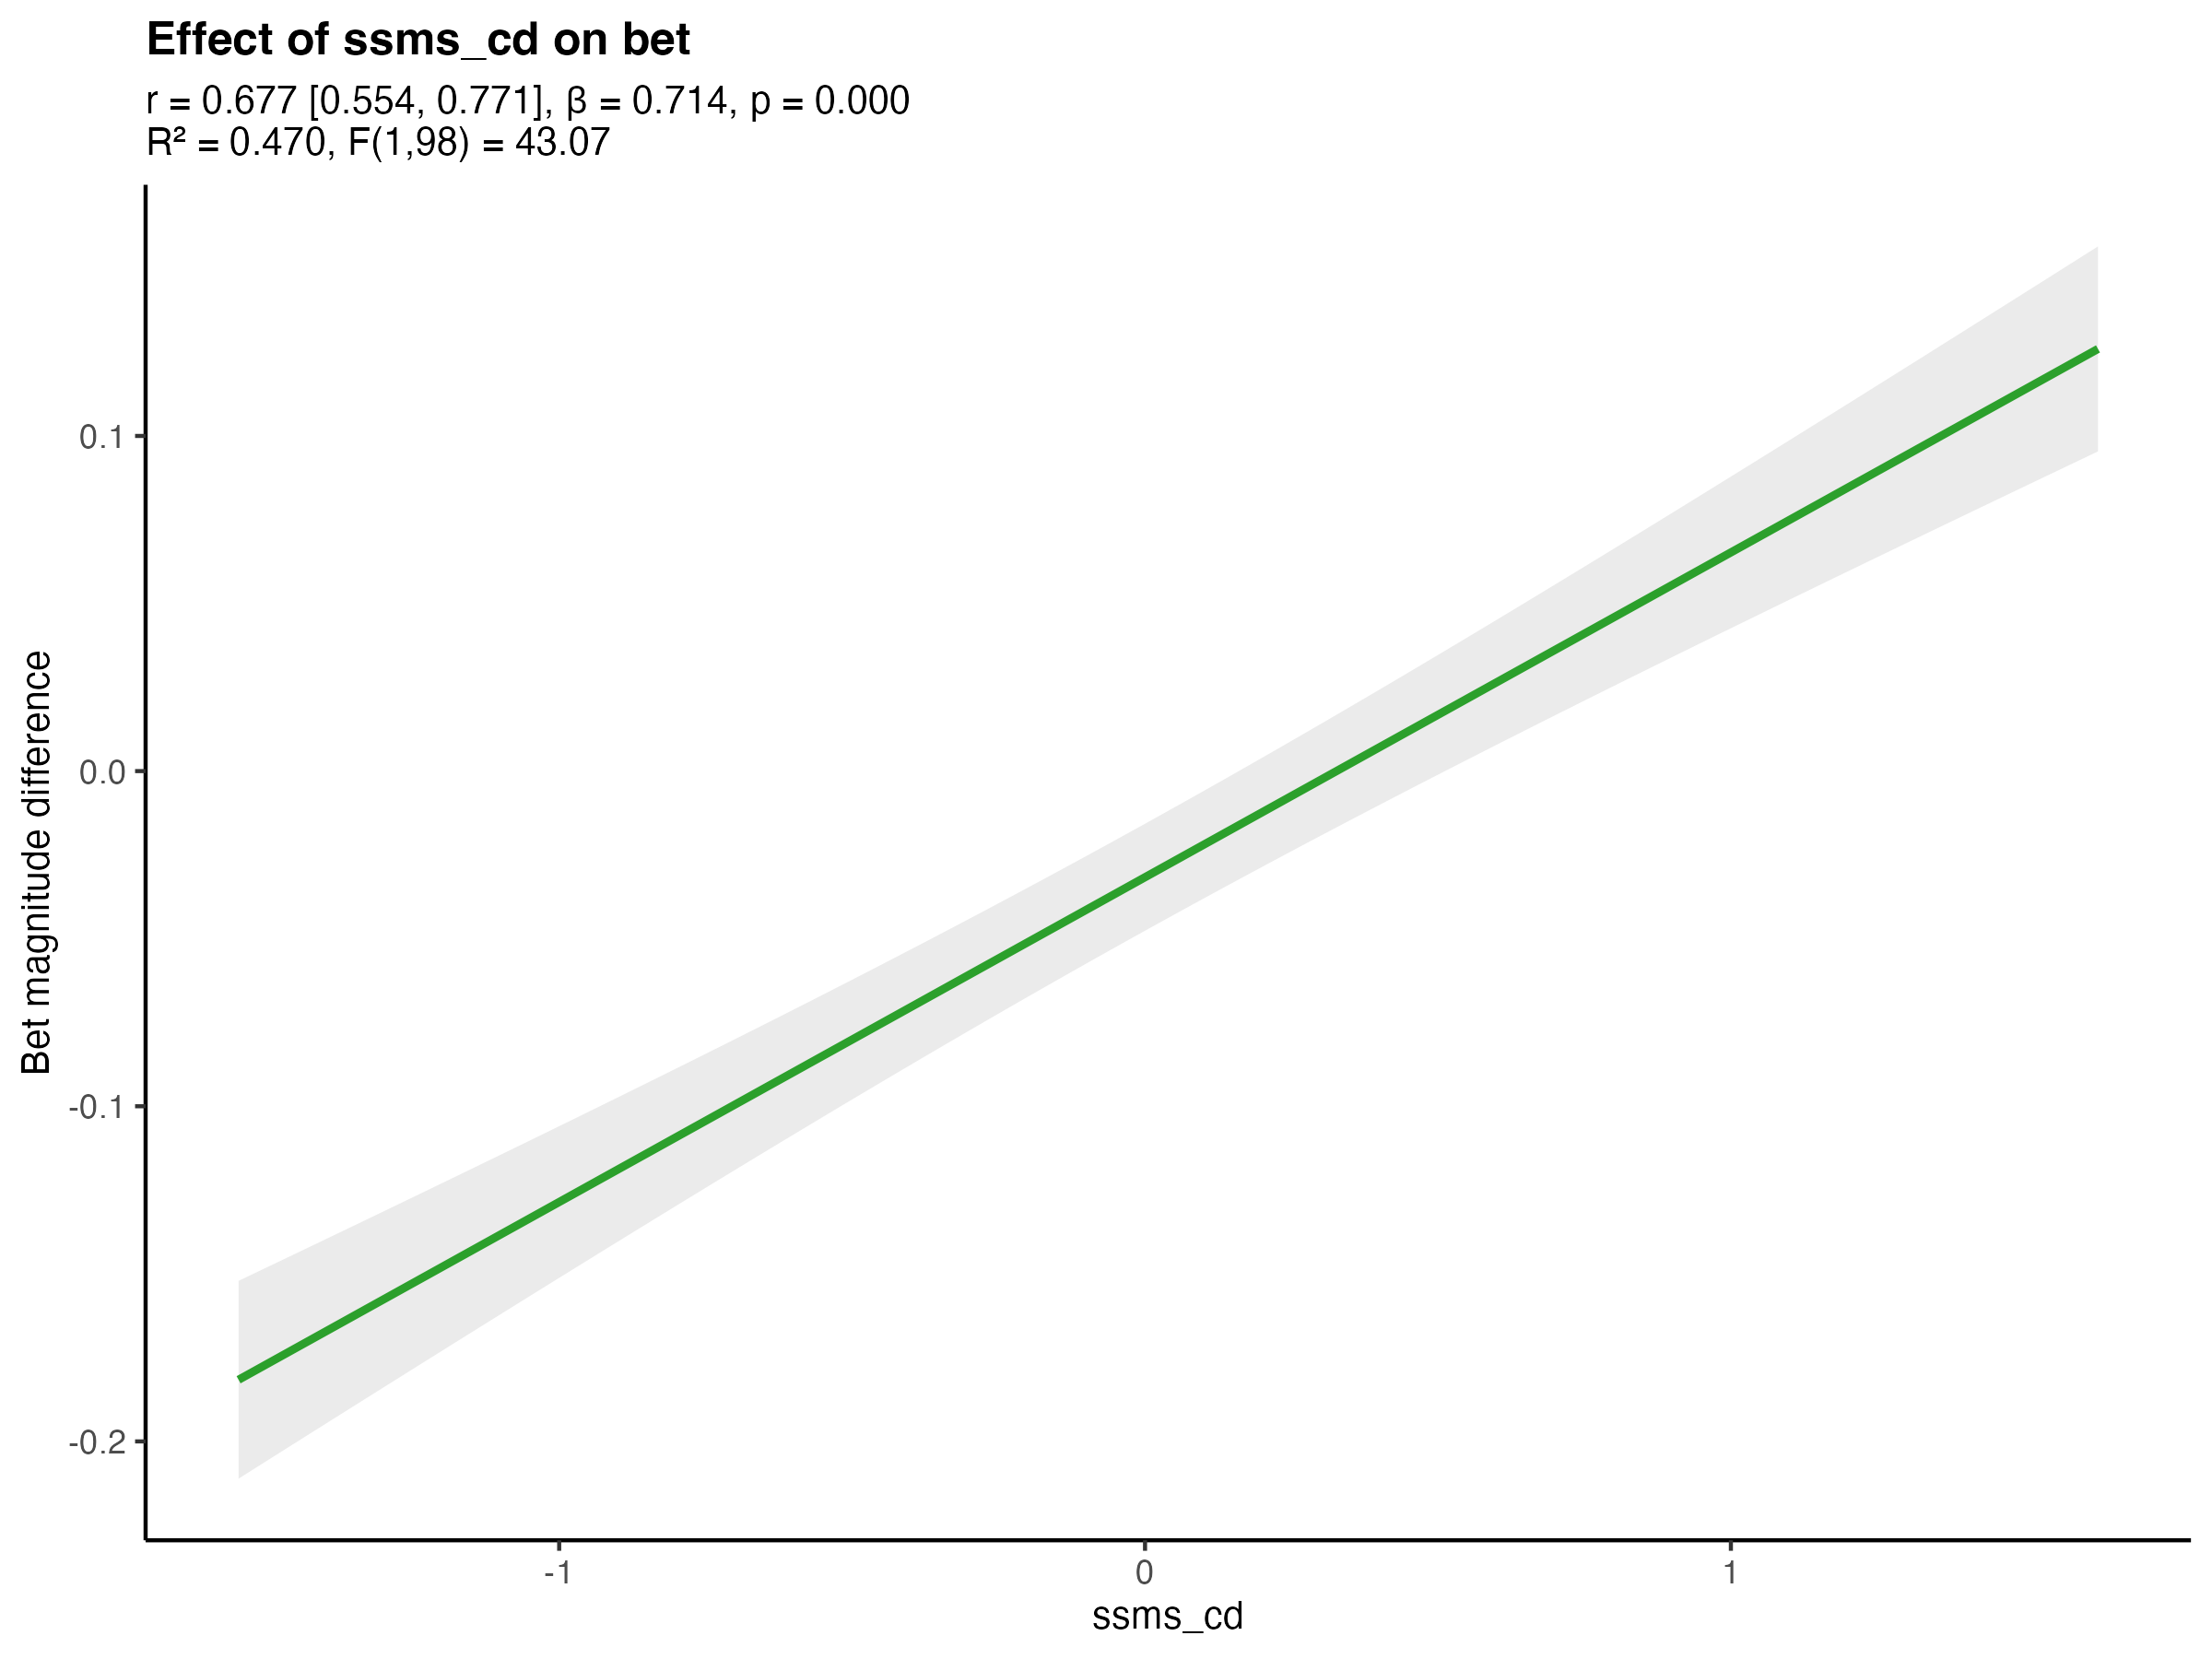 Effect of ssms_cd on bet
r = 0.677 [0.554, 0.771], β = 0.714, p = 0.000
R² = 0.470, F(1,98) = 43.07
Bet magnitude difference
0.1
0.0
-0.1
-0.2
-1
0
1
ssms_cd